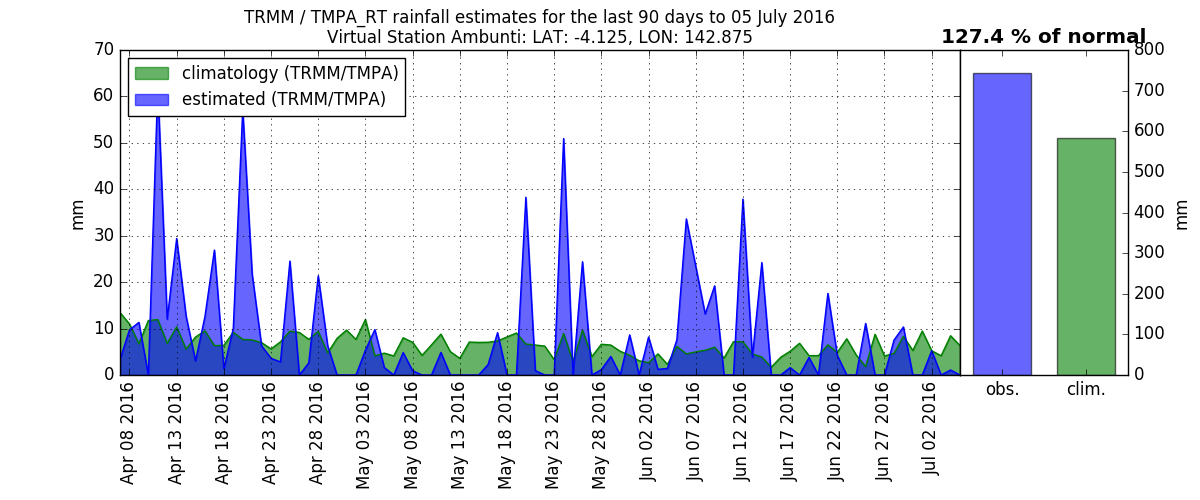 TRMM / TMPA_RT rainfall estimates for the last 90 days to 05 July 2016
Virtual Station Ambunti: LAT: -4.125, LON: 142.875
127.4 % of normal
climatology (TRMM/TMPA)
estimated (TRMM/TMPA)
70
60
50
40
30
20
10
0
mm
Apr 08 2016
Apr 13 2016
Apr 18 2016
Apr 23 2016
Apr 28 2016
May 03 2016
May 08 2016
May 13 2016
May 18 2016
May 23 2016
May 28 2016
Jun 02 2016
Jun 07 2016
Jun 12 2016
Jun 17 2016
Jun 22 2016
Jun 27 2016
Jul 02 2016
obs.
clim.
800
700
600
500
400
300
200
100
0
mm